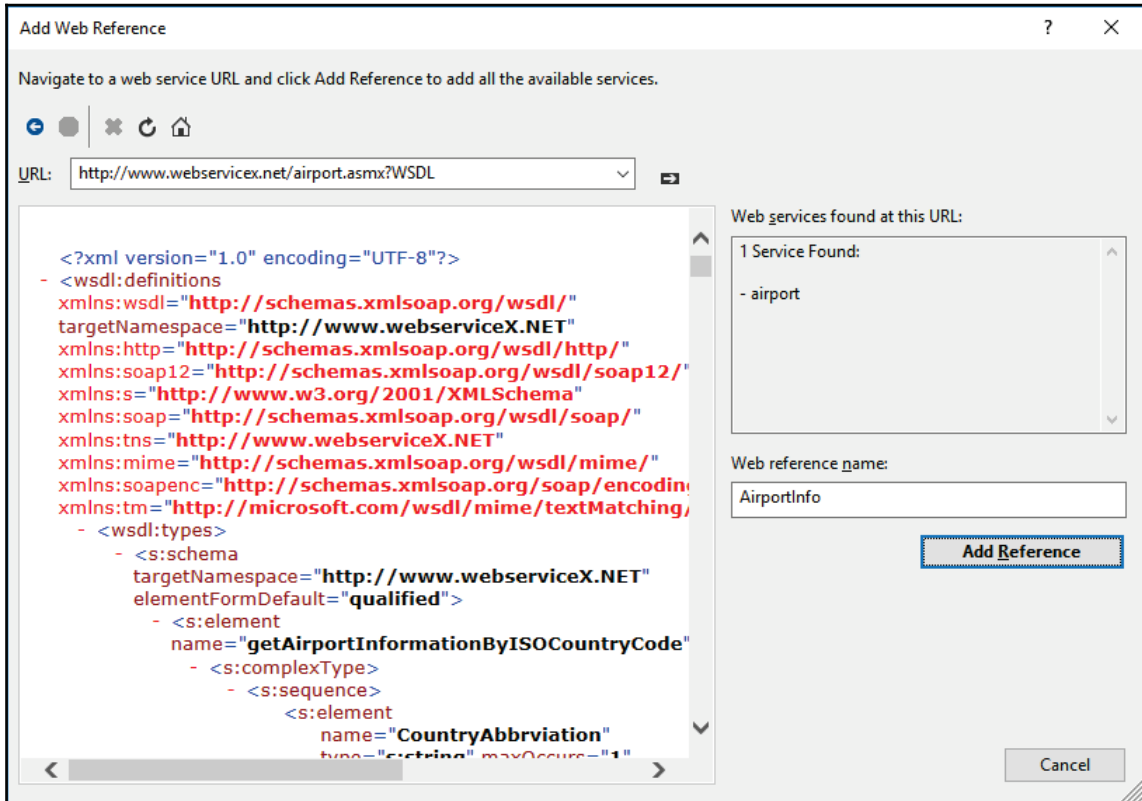 Add Web Reference
?
Navigate to a web service URL and click Add Reference to add all the available services.
URL: http://www.webservicex.net/airport.asmx?WSDL
<?xml version="1.0" encoding="UTF-8"?>
- <wsdl:definitions
xmlns:wsdl="http://schemas.xmlsoap.org/wsdl/"
targetNamespace="http://www.webserviceX.NET"
xmlns:http="http://schemas.xmlsoap.org/wsdl/http/"
xmlns:soap12="http://schemas.xmlsoap.org/wsdl/soap12/"
xmlns:s="http://www.w3.org/2001/XMLSchema"
xmlns:soap="http://schemas.xmlsoap.org/wsdl/soap/"
xmlns:tns="http://www.webserviceX.NET"
xmlns:mime="http://schemas.xmlsoap.org/wsdl/mime/"
xmlns:soapenc="http://schemas.xmlsoap.org/soap/encoding
xmlns:tm="http://microsoft.com/wsdl/mime/textMatching/
- <wsdl:types>
- <s:schema
targetNamespace="http://www.webserviceX.NET"
elementFormDefault="qualified">
- <s:element
name="getAirportInformationByISOCountryCode"
- <s:complexType>
- <s:sequence>
<s:element
name="CountryAbbrviation"
type="s:string" maxOccurs="1"
Web services found at this URL:
1 Service Found:
- airport
Web reference name:
AirportInfo
Add Reference
Cancel